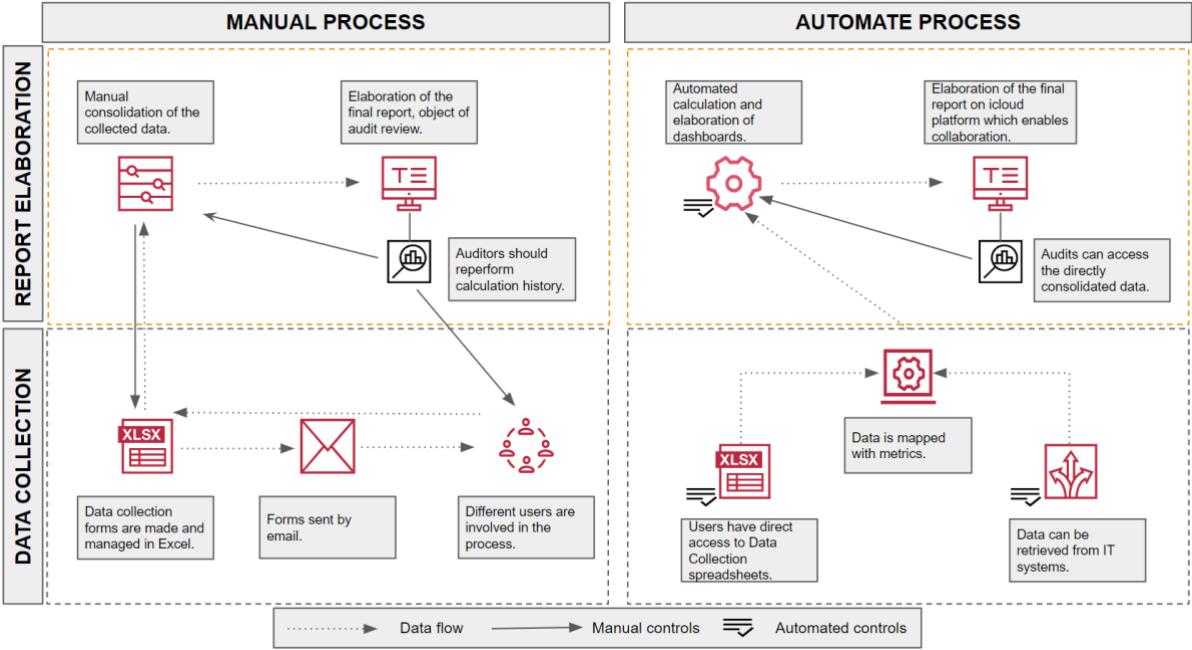 MANUAL PROCESS
AUTOMATE PROCESS
REPORT ELABORATION
Manual
consolidation of the
collected data.
Elaboration of the
final report, object of
audit review.
Auditors should
reperform
calculation history.
Automated
calculation and
elaboration of
dashboards.
Elaboration of the final
report on icloud
platform which enables
collaboration.
Audits can access
the directly
consolidated data.
DATA COLLECTION
XLSX
Data collection
forms are made and
managed in Excel.
Forms sent by
email.
Different users are
involved in the
process.
Data is mapped
with metrics.
XLSX
Users have direct
access to Data
Collection
spreadsheets.
Data can be
retrieved from IT
systems.
Data flow
Manual controls
Automated controls